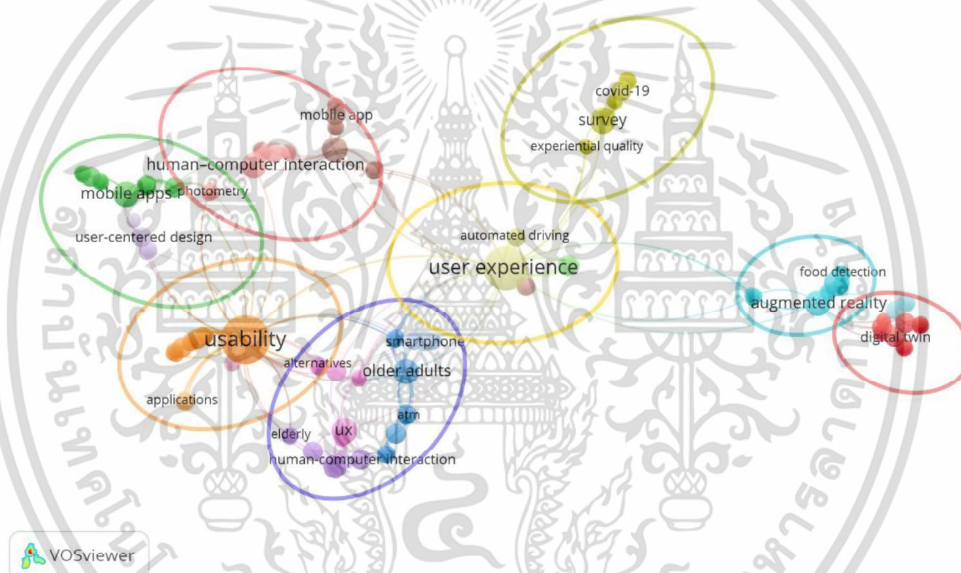 covid-19
mobile app
survey
experiential quality
human–computer interaction
mobile apps
photometry
user-centered design
automated driving
user experience
food detection
augmented reality
digital twin
usability
smartphone
alternatives
older adults
applications
atm
elderly
ux
human-computer interaction
VOSviewer